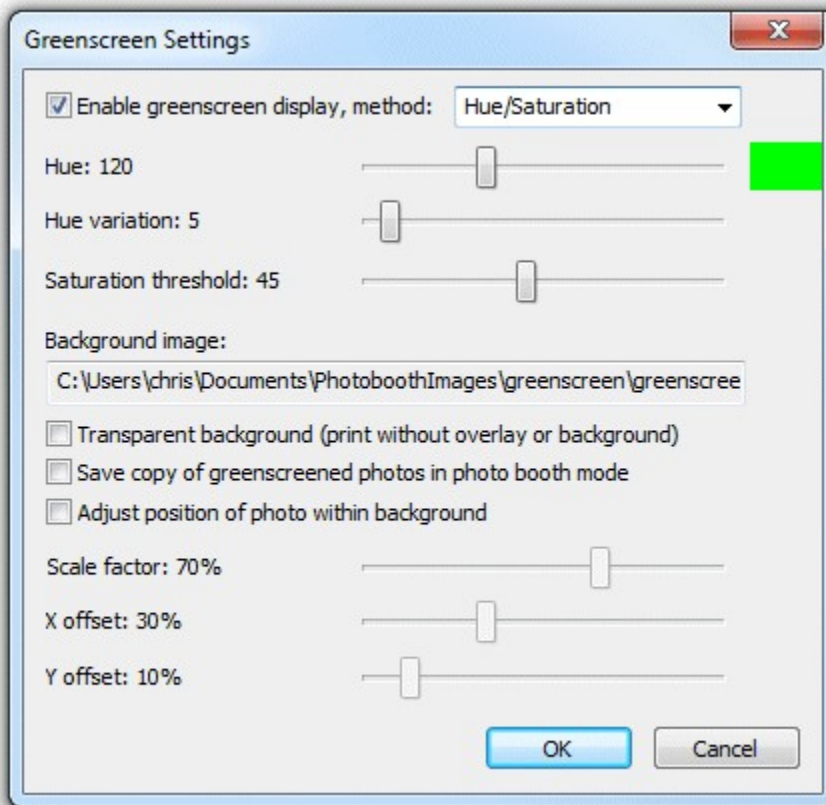 Greenscreen Settings
Enable greenscreen display, method: Hue/Saturation
Hue: 120
Hue variation: 5
Saturation threshold: 45
Background image:
C:\Users\chris\Documents\PhotoboothImages\greenscreen\greenscree
Transparent background (print without overlay or background)
Save copy of greenscreened photos in photo booth mode
Adjust position of photo within background
Scale factor: 70%
X offset: 30%
Y offset: 10%
OK Cancel